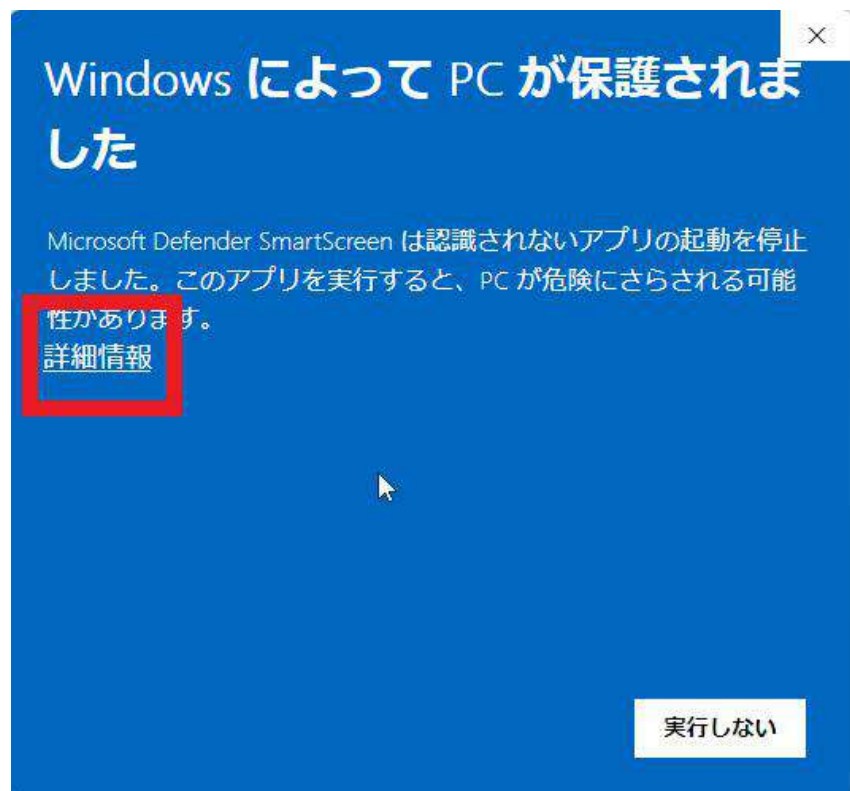 Windows によって PC が保護されま
した
Microsoft Defender SmartScreen は認識されないアプリの起動を停止
しました。このアプリを実行すると、PC が危険にさらされる可能
性があります。
詳細情報
実行しない